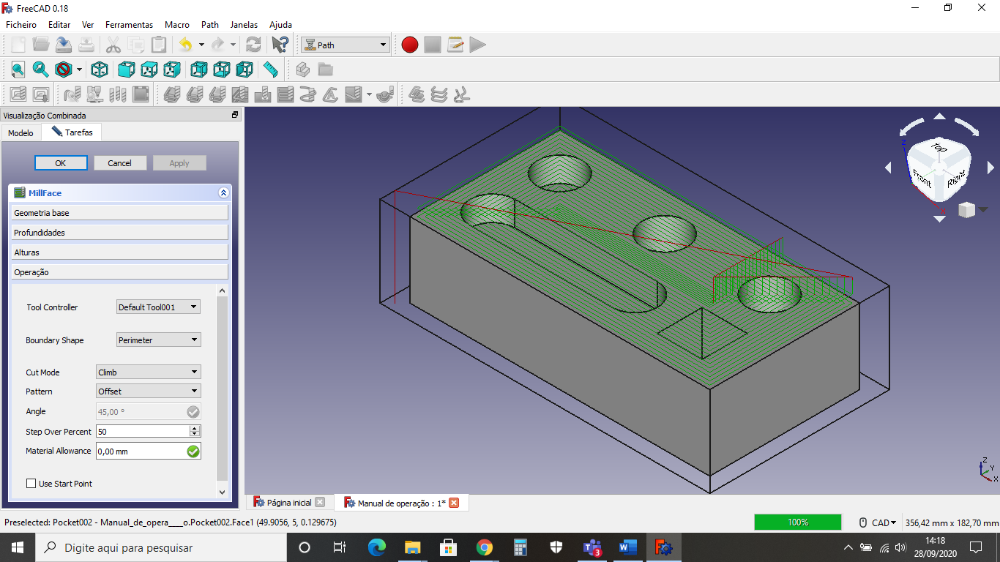 FreeCAD 0.18
Ficheiro Editar Ver Ferramentas Macro Path Janelas Ajuda
Path
Visualização Combinada
Modelo Tarefas
OK Cancel Apply
MillFace
Geometria base
Profundidades
Alturas
Operação
Tool Controller Default Tool001
Boundary Shape Perimeter
Cut Mode Climb
Pattern Offset
Angle 45,00 °
Step Over Percent 50
Material Allowance 0,00 mm
Use Start Point
Top
Front
Right
Z
X
Z
Y
X
Página inicial
Manual de operação : 1*
Preselected: Pocket002 - Manual_de_opera____o.Pocket002.Face1 (49.9056, 5, 0.129675)
100%
CAD
356,42 mm x 182,70 mm
Digite aqui para pesquisar
3
14:18
28/09/2020